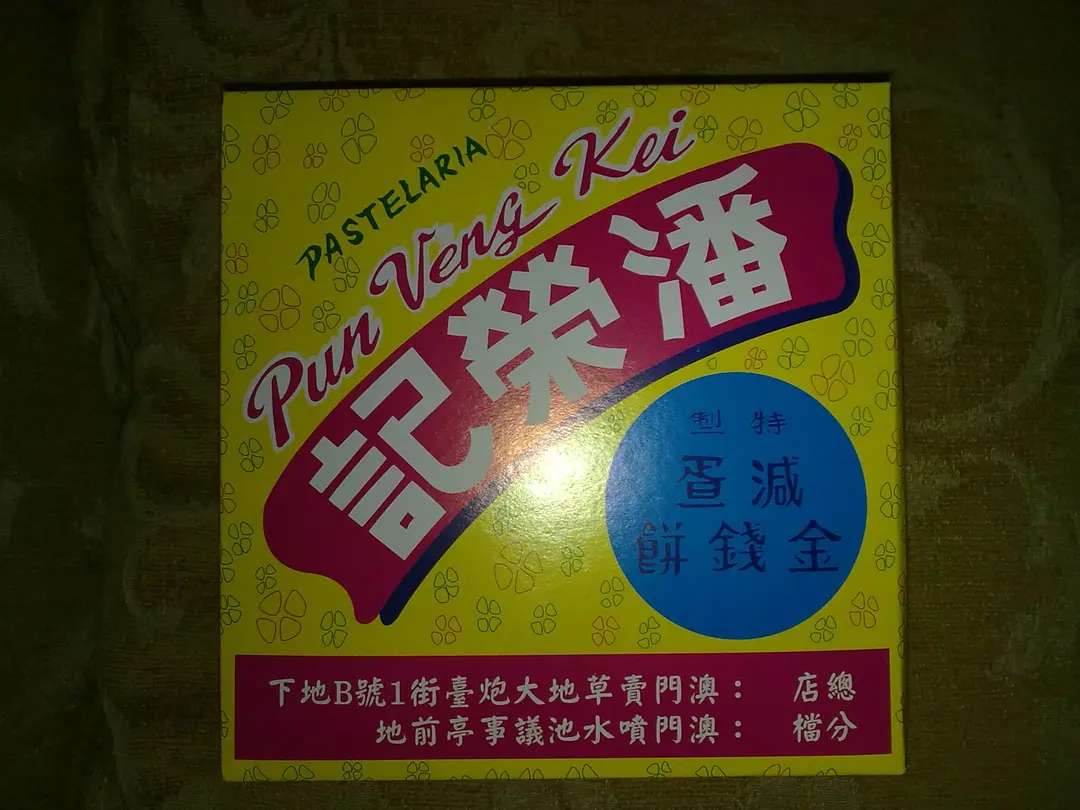 PASTELARIA
Pun Veng Kei
潘榮記
特製
減蛋
金錢餅
總店：澳門賣草地大炮臺街1號B地下
分檔：澳門噴水池議事亭前地